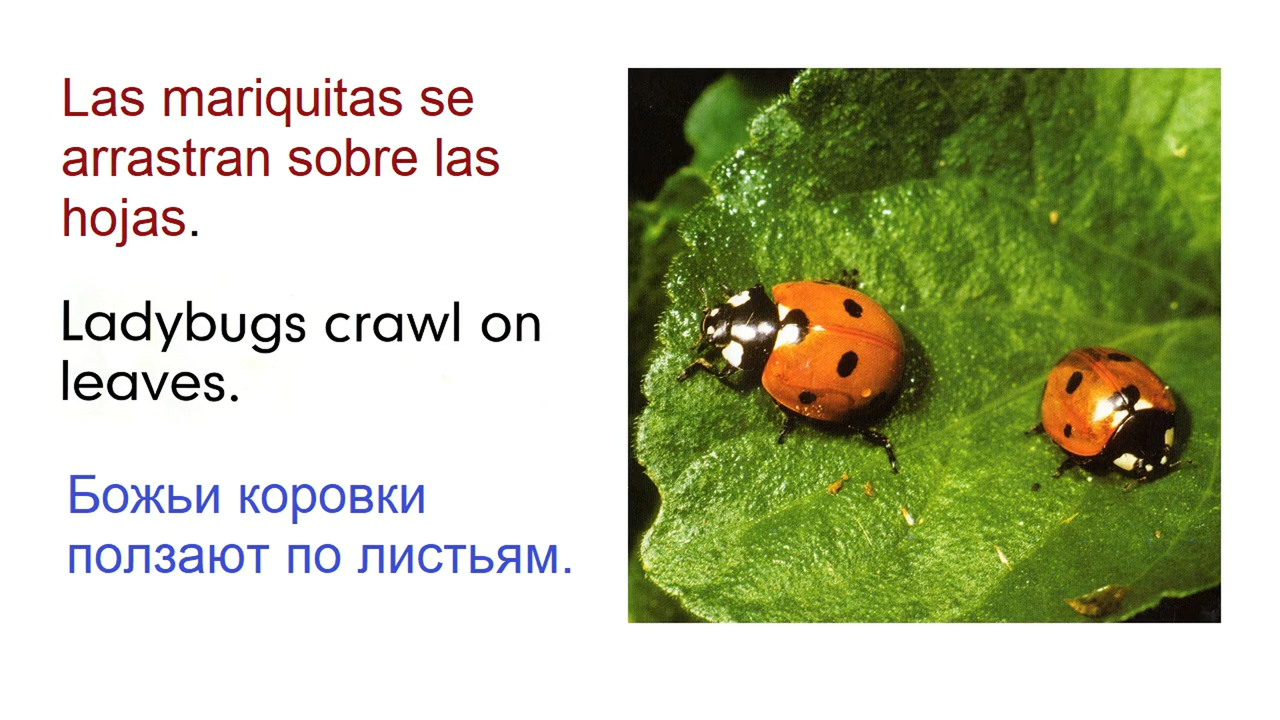 Las mariquitas se
arrastran sobre las
hojas.
Ladybugs crawl on
leaves.
Божьи коровки
ползают по листьям.